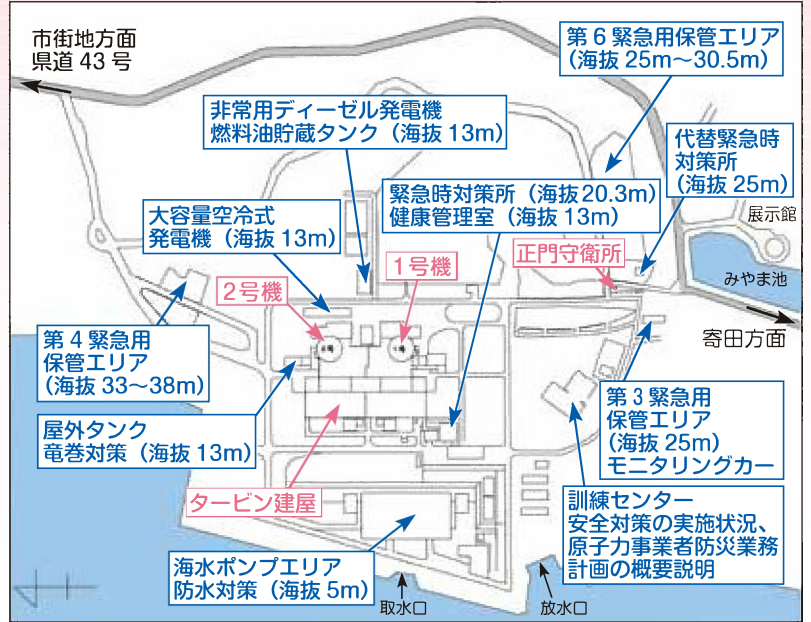 市街地方面
県道 43 号
第 6 緊急用保管エリア
(海抜 25m～30.5m)
非常用ディーゼル発電機
燃料油貯蔵タンク（海抜 13m）
代替緊急時
対策所
(海抜 25m)
緊急時対策所（海抜20.3m）
健康管理室（海抜 13m）
大容量空冷式
発電機（海抜 13m）
展示館
正門守衛所
1号機
2号機
みやま池
寄田方面
第 4 緊急用
保管エリア
(海抜 33～38m)
第 3 緊急用
保管エリア
(海抜 25m)
モニタリングカー
屋外タンク
竜巻対策（海抜 13m）
タービン建屋
訓練センター
安全対策の実施状況、
原子力事業者防災業務
計画の概要説明
海水ポンプエリア
防水対策（海抜 5m）
取水口
放水口